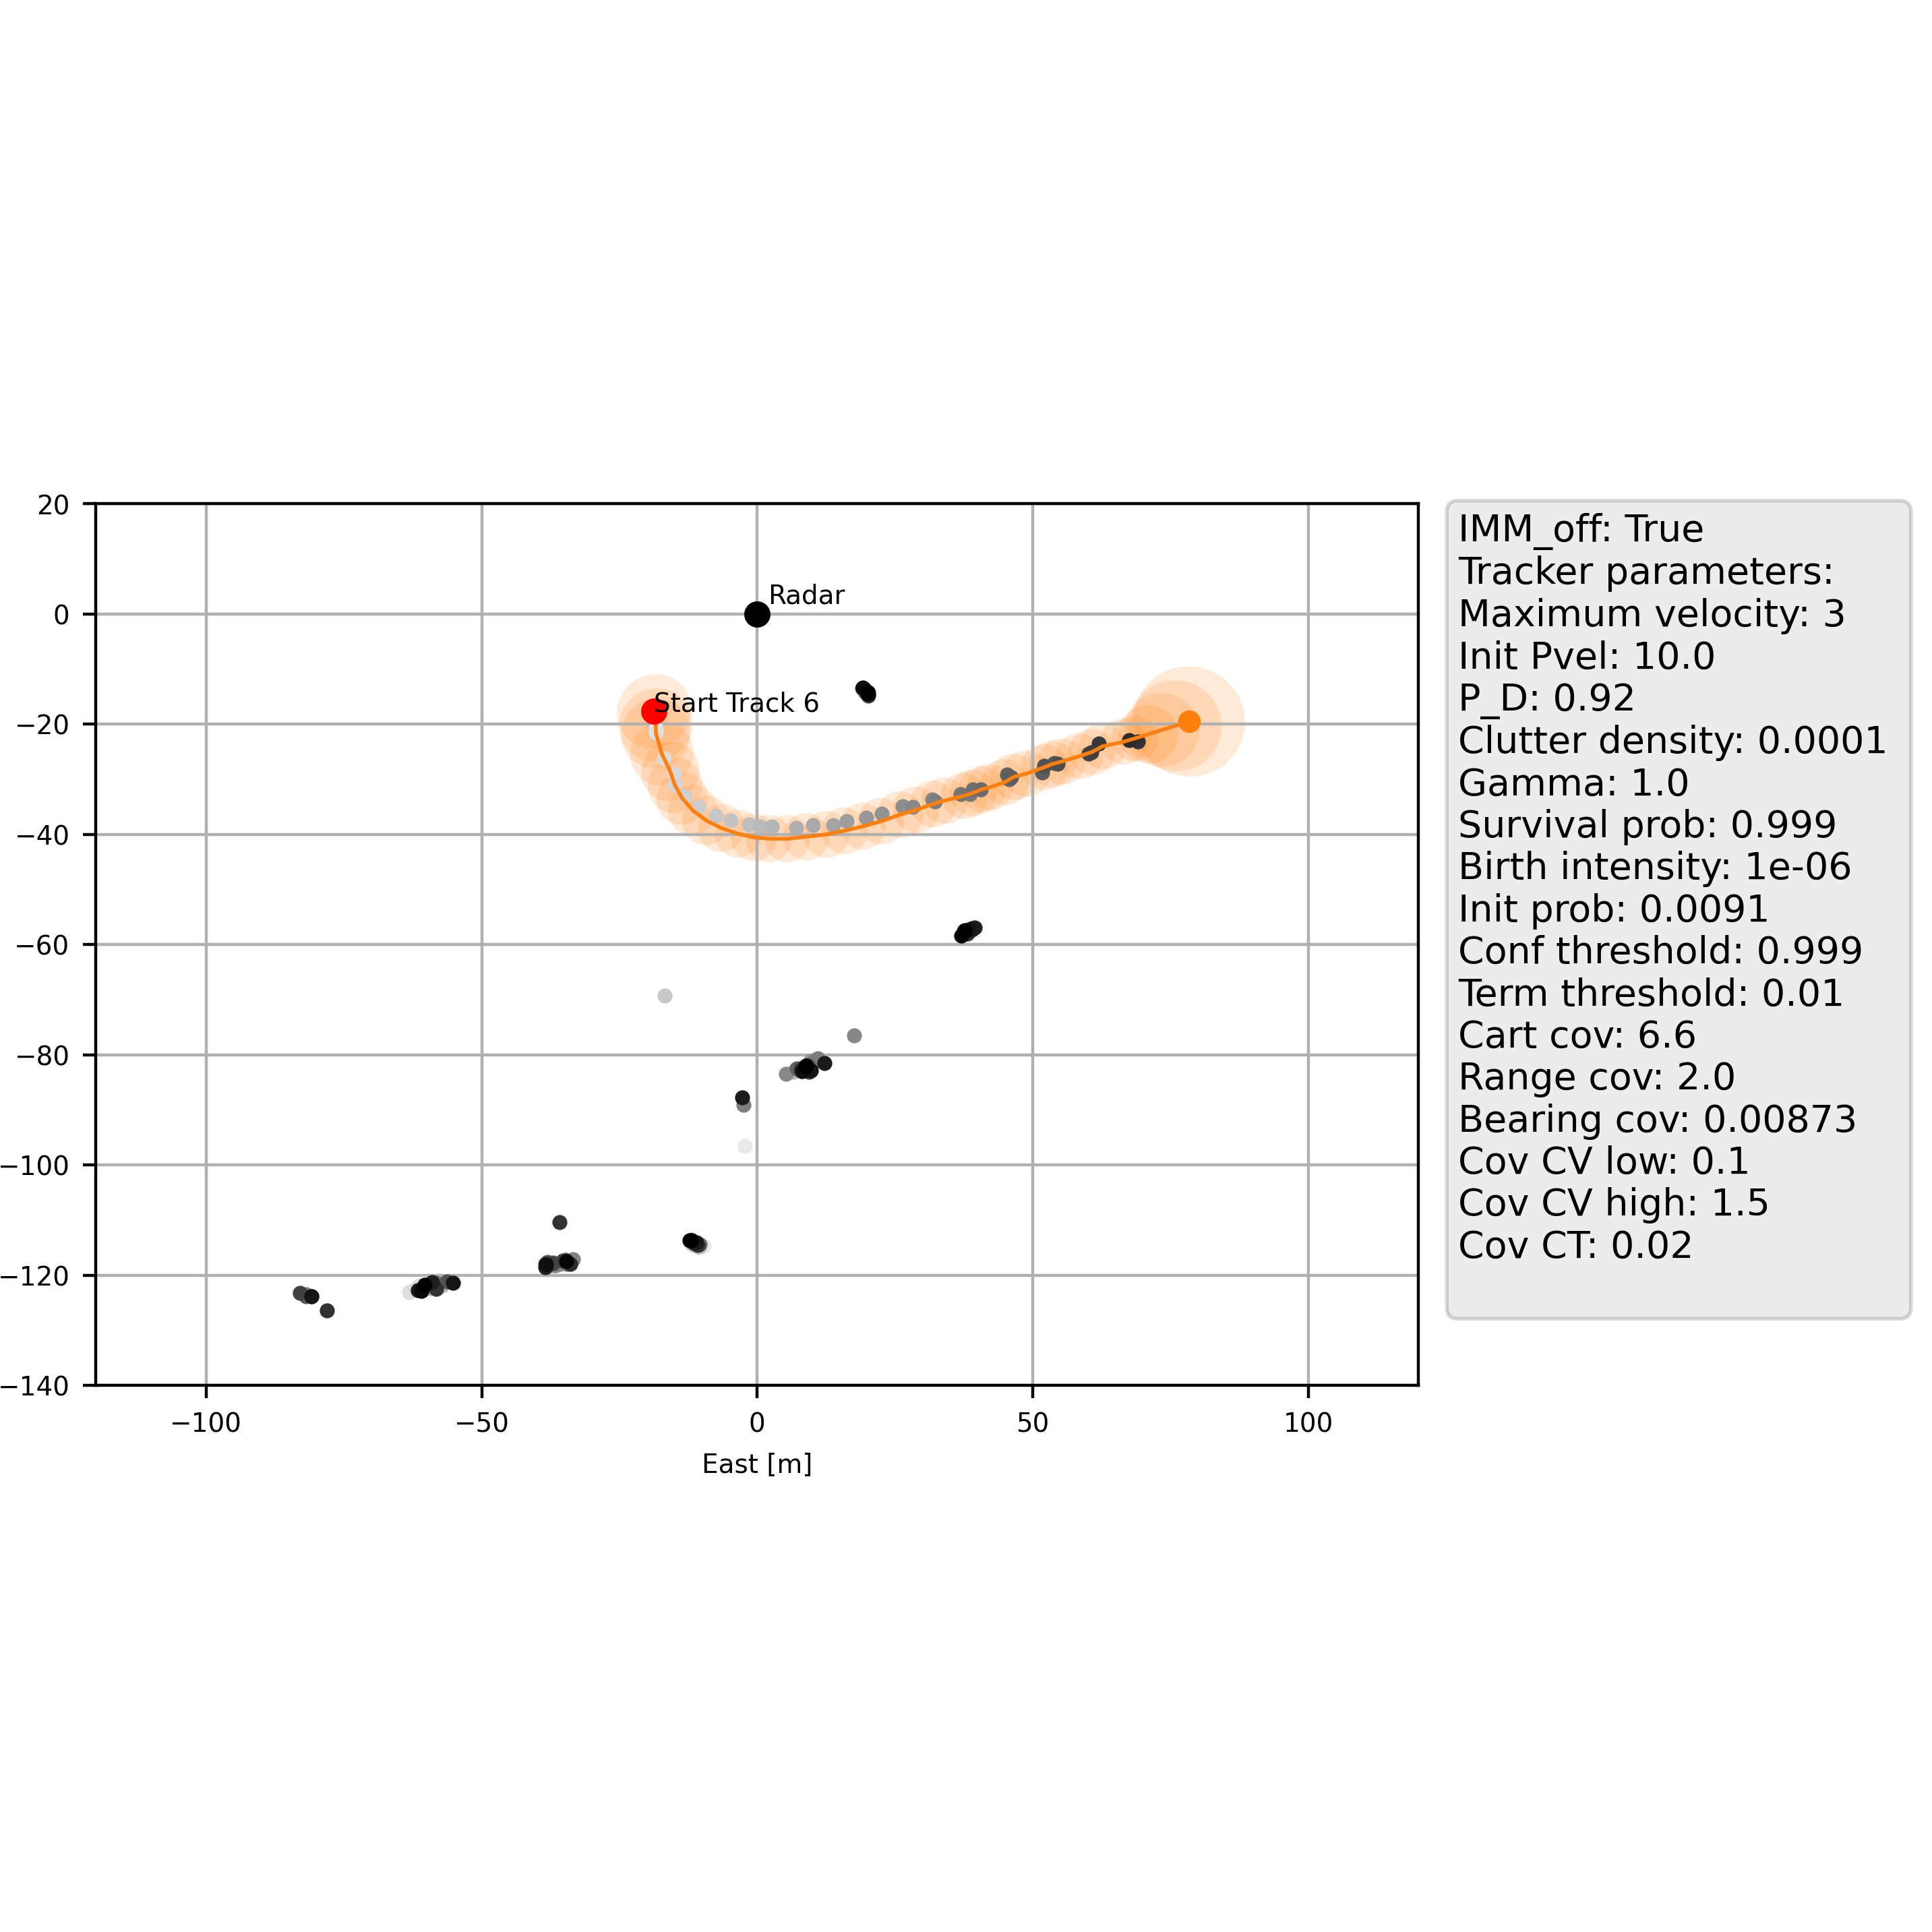 20
0
−20
−40
−60
−80
−100
−120
−140
Radar
Start Track 6
−100
−50
0
50
100
East [m]
IMM_off: True
Tracker parameters:
Maximum velocity: 3
Init Pvel: 10.0
P_D: 0.92
Clutter density: 0.0001
Gamma: 1.0
Survival prob: 0.999
Birth intensity: 1e-06
Init prob: 0.0091
Conf threshold: 0.999
Term threshold: 0.01
Cart cov: 6.6
Range cov: 2.0
Bearing cov: 0.00873
Cov CV low: 0.1
Cov CV high: 1.5
Cov CT: 0.02